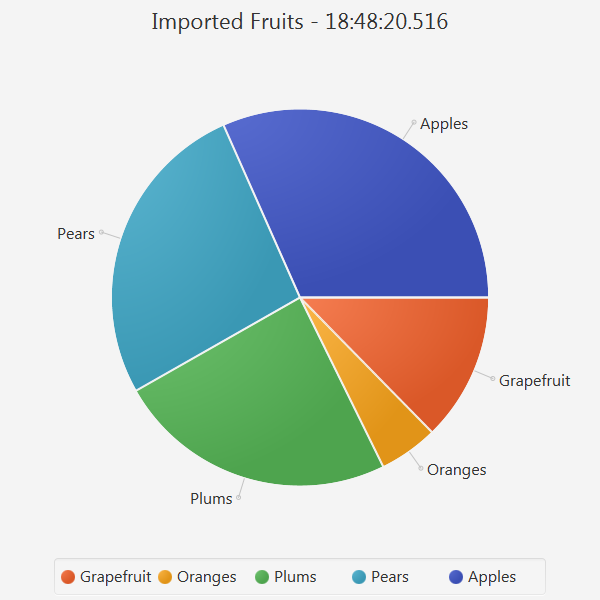 Imported Fruits - 18:48:20.516
Apples
Pears
Grapefruit
Oranges
Plums
Grapefruit Oranges Plums Pears Apples